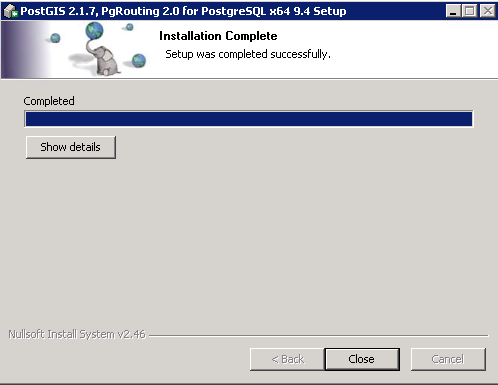 PostGIS 2.1.7, PgRouting 2.0 for PostgreSQL x64 9.4 Setup
Installation Complete
Setup was completed successfully.
Completed
Show details
Nullsoft Install System v2.46
< Back
Close
Cancel